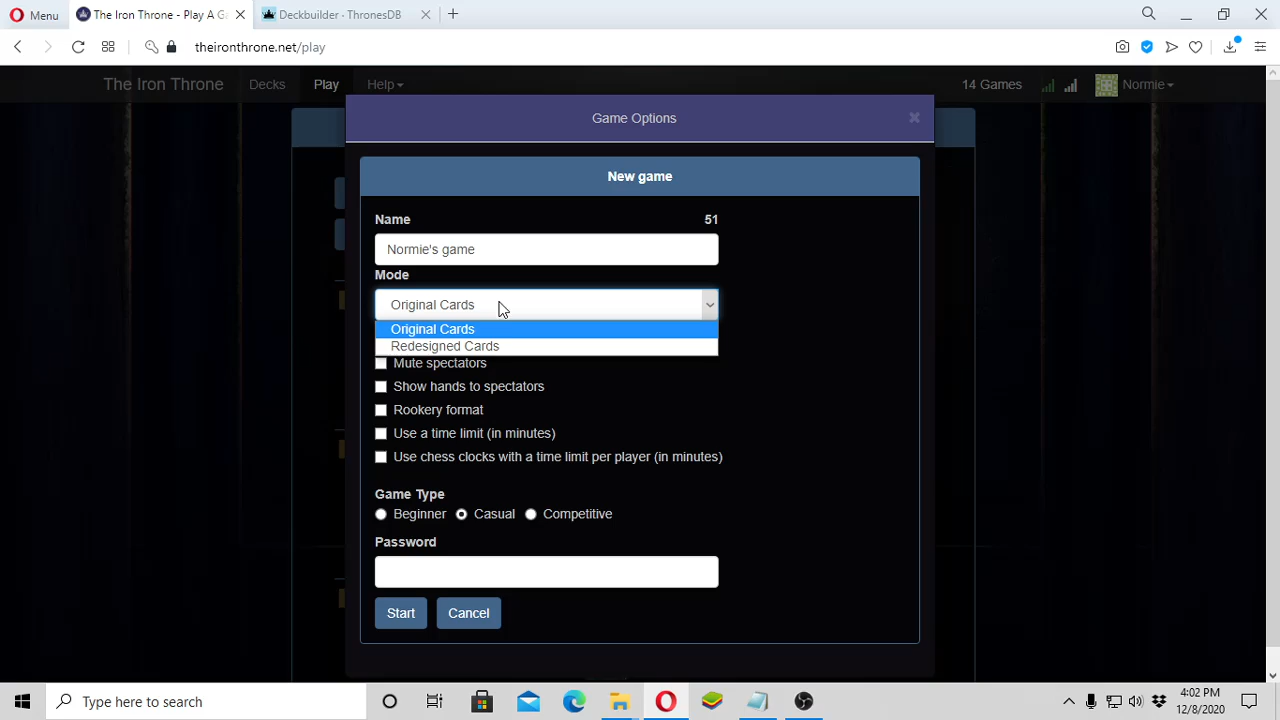 Menu
The Iron Throne - Play A Ga
Deckbuilder - ThronesDB
theironthrone.net/play
The Iron Throne
Decks
Play
Help
14 Games
Normie
Game Options
New game
Name
51
Normie's game
Mode
Original Cards
Original Cards
Redesigned Cards
Mute spectators
Show hands to spectators
Rookery format
Use a time limit (in minutes)
Use chess clocks with a time limit per player (in minutes)
Game Type
Beginner
Casual
Competitive
Password
Start
Cancel
Type here to search
4:02 PM
12/8/2020